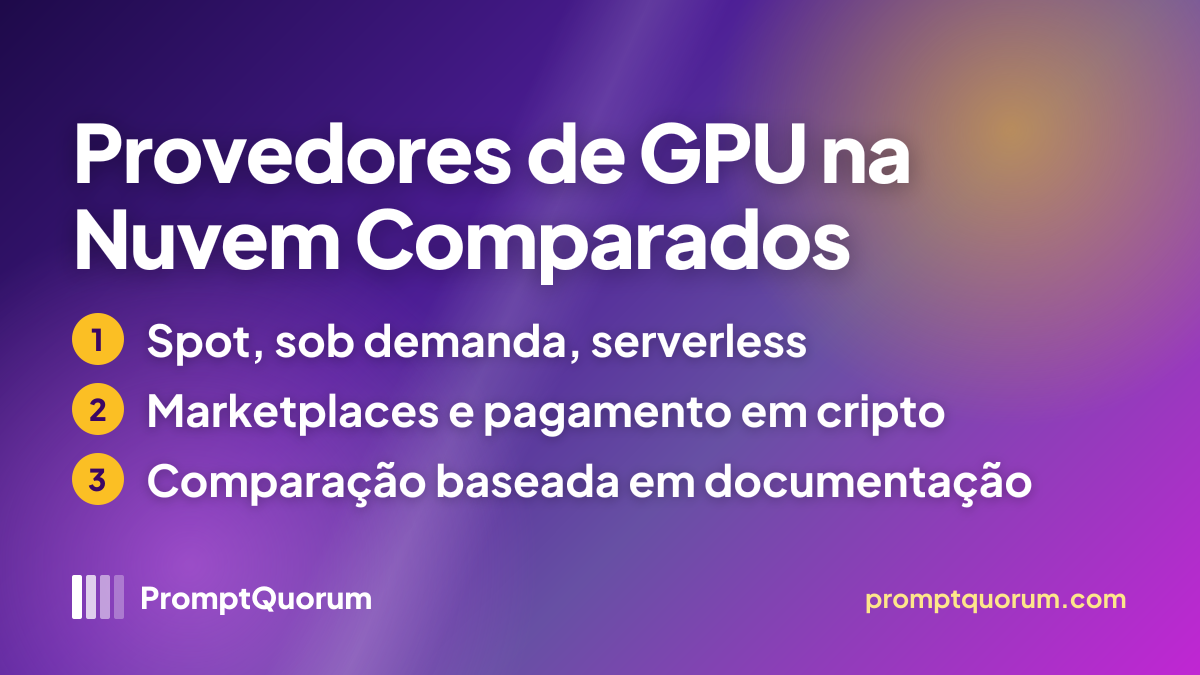 Provedores de GPU na
Nuvem Comparados
1 Spot, sob demanda, serverless
2 Marketplaces e pagamento em cripto
3 Comparação baseada em documentação
PromptQuorum
promptquorum.com